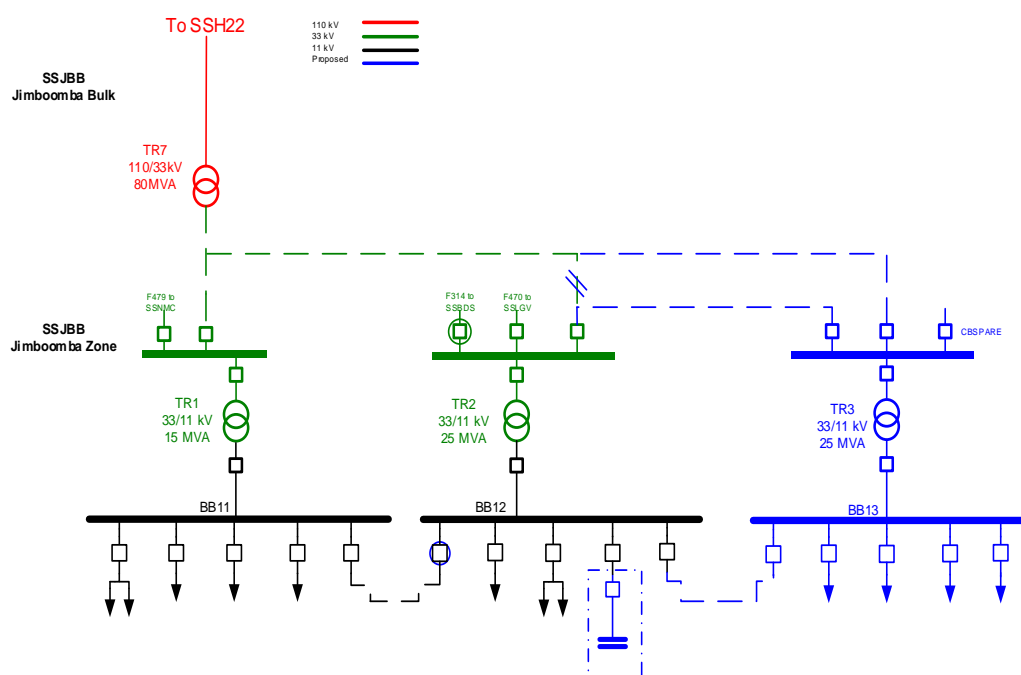 To SSH22
110 kV
33 kV
11 kV
Proposed
SSJBB
Jimboomba Bulk
TR7
110/33kV
80MVA
F479 to
SSNMC
F314 to
SSBDS
F470 to
SSLGV
CBSPARE
SSJBB
Jimboomba Zone
TR1
33/11 kV
15 MVA
TR2
33/11 kV
25 MVA
TR3
33/11 kV
25 MVA
BB11
BB12
BB13